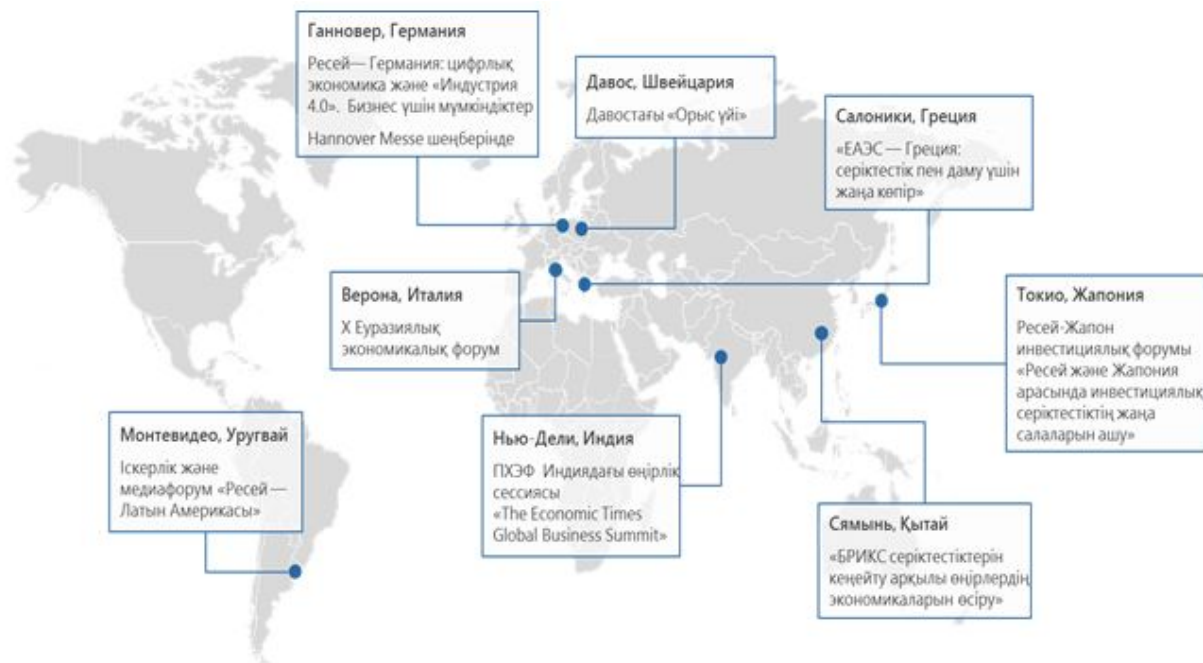 Ганновер, Германия
Ресей— Германия: цифрлық
экономика және «Индустрия
4.0». Бизнес үшін мүмкіндіктер
Hannover Messe шеңберінде
Давос, Швейцария
Давостағы «Орыс үйі»
Салоники, Греция
«ЕАЭС — Греция:
серіктестік пен даму үшін
жаңа көпір»
Верона, Италия
X Еуразиялық
экономикалық форум
Токио, Жапония
Ресей-Жапон
инвестициялық форумы
«Ресей және Жапония
арасында инвестициялық
серіктестіктің жаңа
салаларын ашу»
Монтевидео, Уругвай
Іскерлік және
медиафорум «Ресей —
Латын Америкасы»
Нью-Дели, Индия
ПХЭФ Индиядағы өңірлік
сессиясы
«The Economic Times
Global Business Summit»
Сямынь, Қытай
«БРИКС серіктестіктерін
кеңейту арқылы өңірлердің
экономикаларын өсіру»